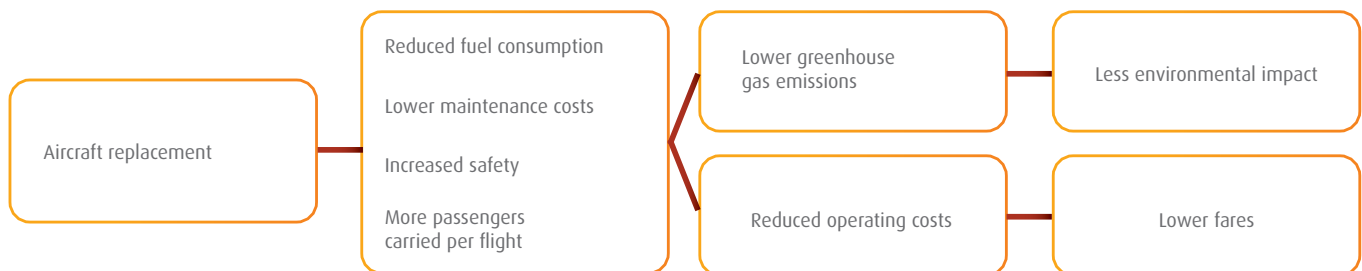 Aircraft replacement
Reduced fuel consumption
Lower maintenance costs
Increased safety
More passengers
carried per flight
Lower greenhouse
gas emissions
Less environmental impact
Reduced operating costs
Lower fares